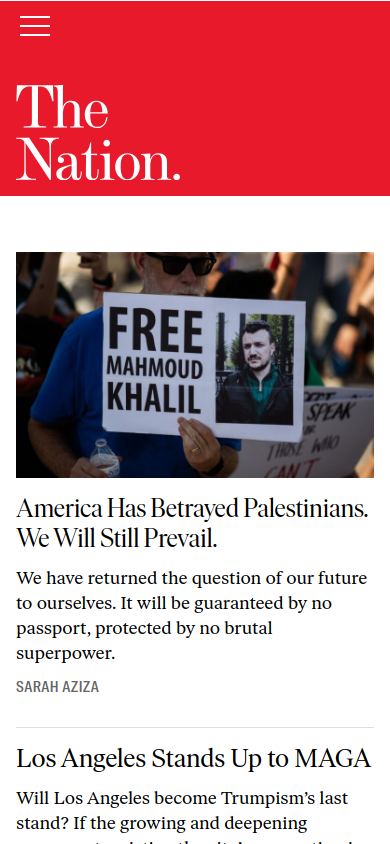 The
Nation.
FREE
MAHMOUD
KHALIL
SPEAK
THOSE WHO
CAN'T
America Has Betrayed Palestinians.
We Will Still Prevail.
We have returned the question of our future
to ourselves. It will be guaranteed by no
passport, protected by no brutal
superpower.
SARAH AZIZA
Los Angeles Stands Up to MAGA
Will Los Angeles become Trumpism's last
stand? If the growing and deepening